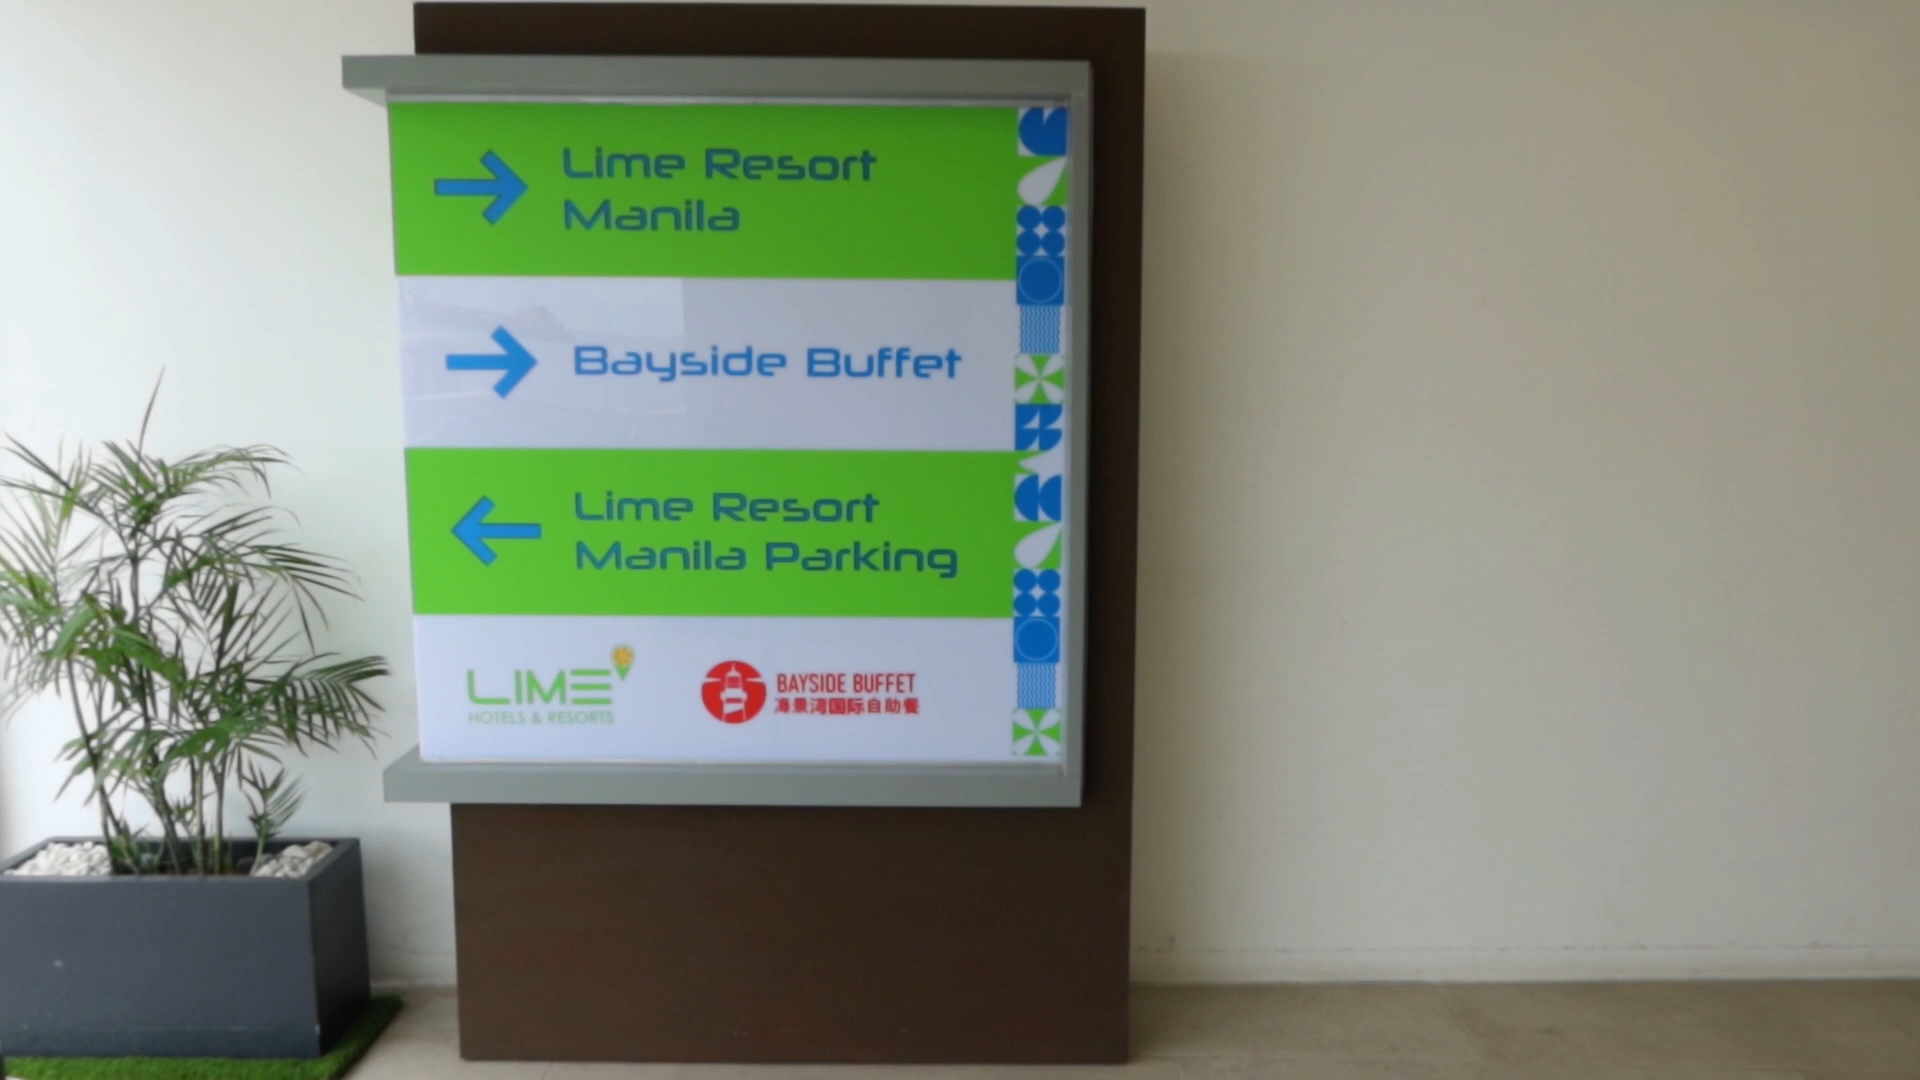 Lime Resort
Manila
Bayside Buffet
Lime Resort
Manila Parking
LIME
HOTELS & RESORTS
BAYSIDE BUFFET
海景湾国际自助餐